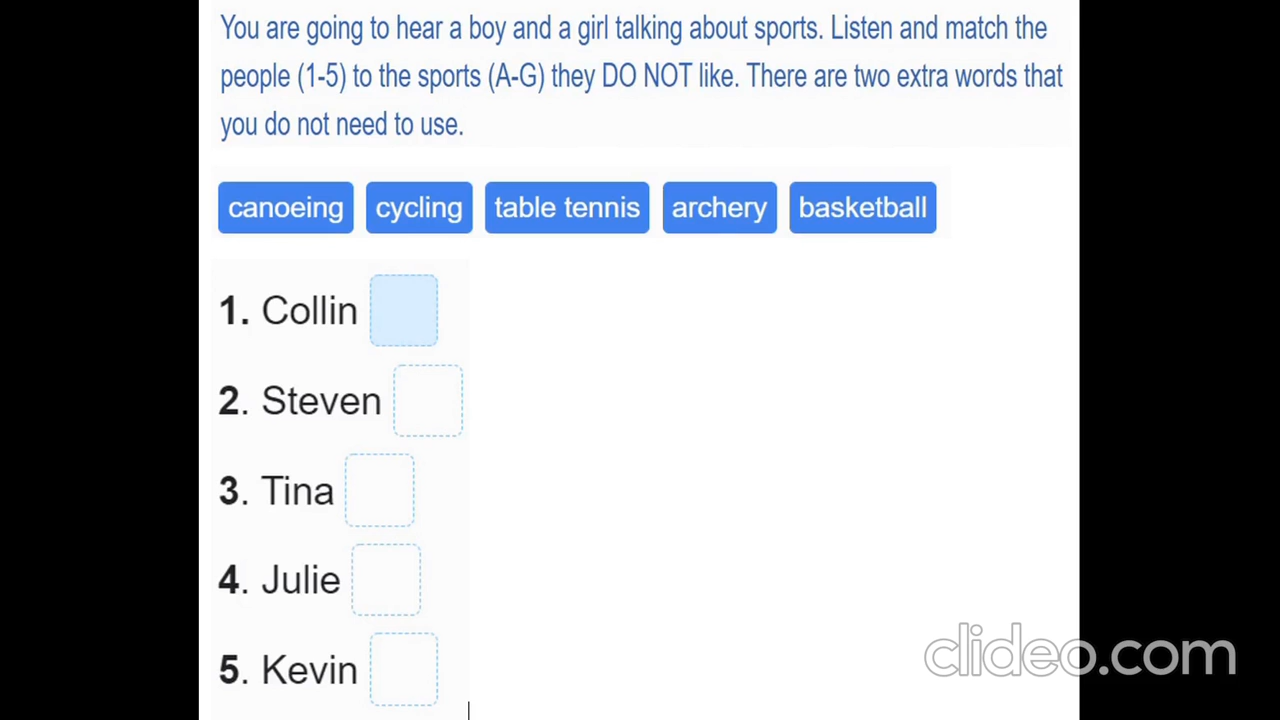 You are going to hear a boy and a girl talking about sports. Listen and match the
people (1-5) to the sports (A-G) they DO NOT like. There are two extra words that
you do not need to use.
canoeing cycling table tennis archery basketball
1. Collin
2. Steven
3. Tina
4. Julie
5. Kevin
clideo.com